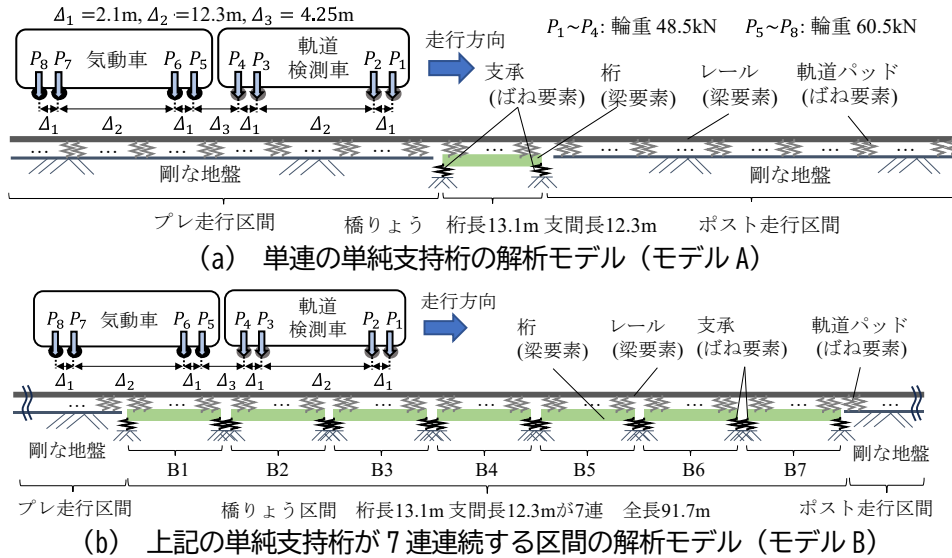 Δ1 =2.1m, Δ2 =12.3m, Δ3 = 4.25m
P1~P4: 輪重 48.5kN P5~P8: 輪重 60.5kN
気動車
軌道
検測車
走行方向
P8 P7 P6 P5 P4 P3 P2 P1
支承
(ばね要素)
桁
(梁要素)
レール
(梁要素)
軌道パッド
(ばね要素)
Δ1 Δ2 Δ1 Δ3 Δ1 Δ2 Δ1
... ... ... ... ... ...
剛な地盤 剛な地盤
プレ走行区間 橋りょう 桁長13.1m 支間長12.3m ポスト走行区間
(a) 単連の単純支持桁の解析モデル（モデルA）
気動車
軌道
検測車
走行方向
P8 P7 P6 P5 P4 P3 P2 P1
桁
(梁要素)
レール
(梁要素)
支承
(ばね要素)
軌道パッド
(ばね要素)
Δ1 Δ2 Δ1 Δ3 Δ1 Δ2 Δ1
... ... ... ... ... ... ... ... ...
剛な地盤 B1 B2 B3 B4 B5 B6 B7 剛な地盤
プレ走行区間 橋りょう区間 桁長13.1m 支間長12.3mが7連 全長91.7m ポスト走行区間
(b) 上記の単純支持桁が7連連続する区間の解析モデル（モデルB）